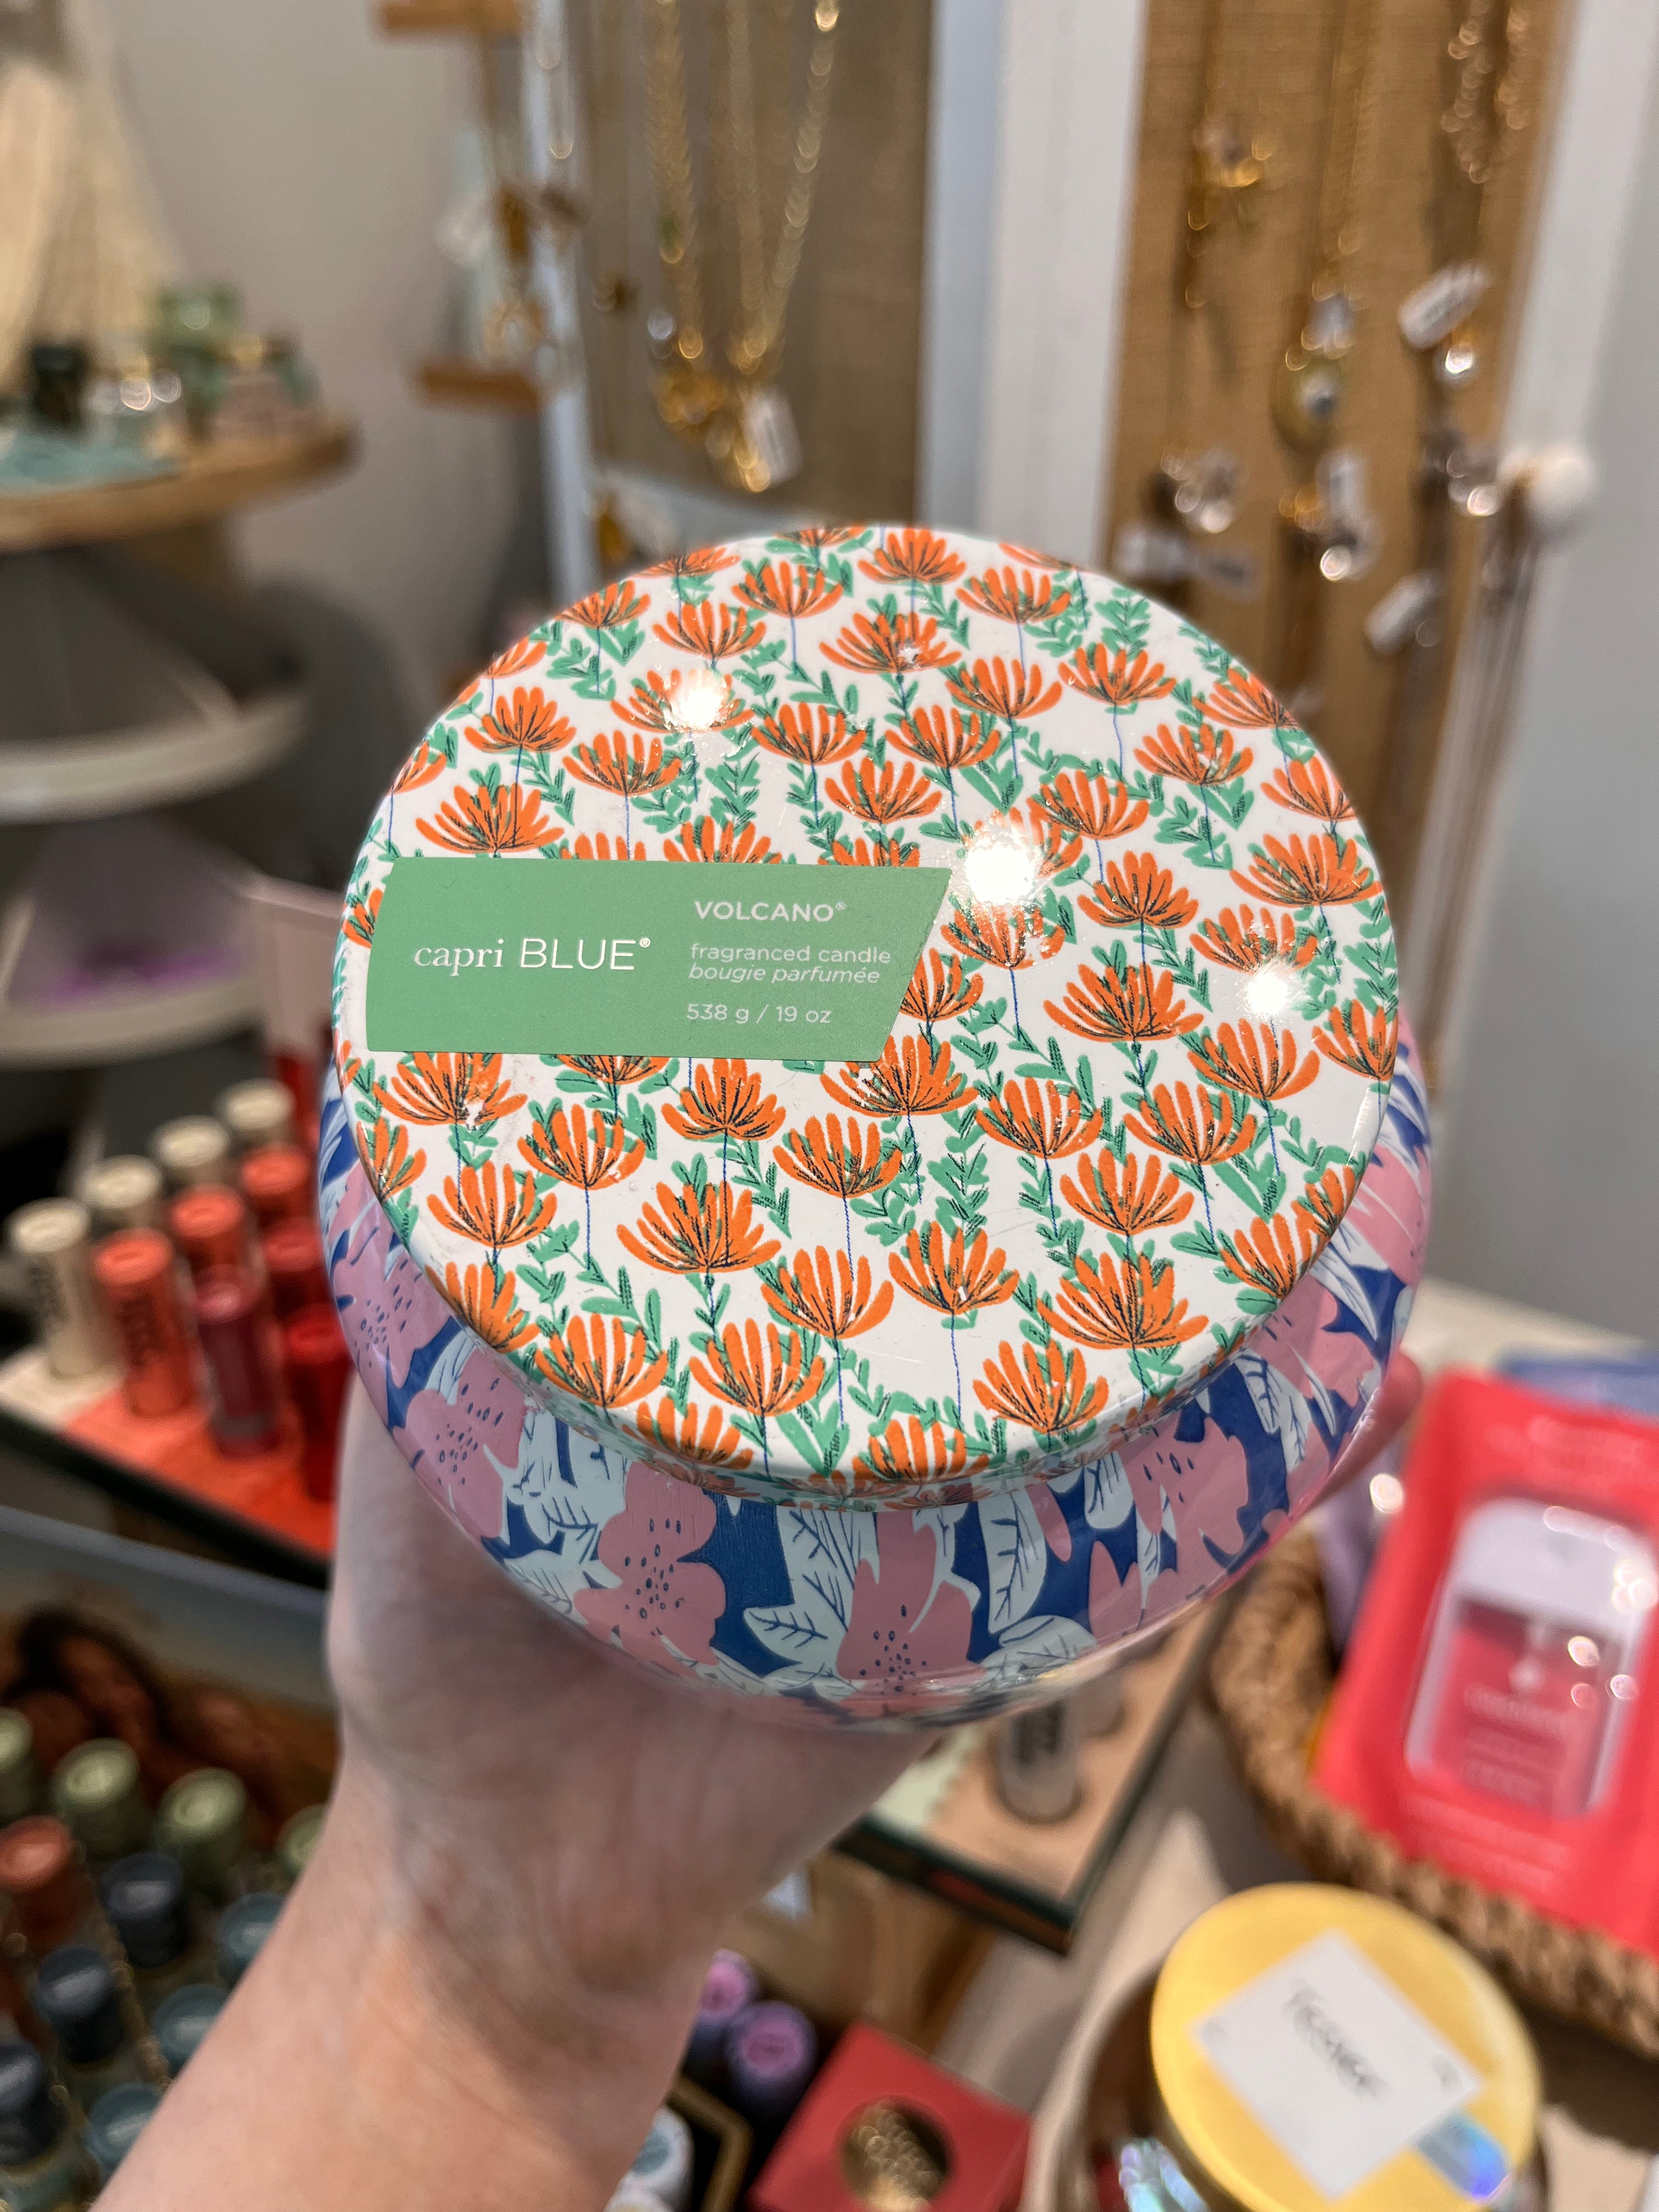 capri BLUE®
VOLCANO®
fragranced candle
bougie parfumée
538 g / 19 oz